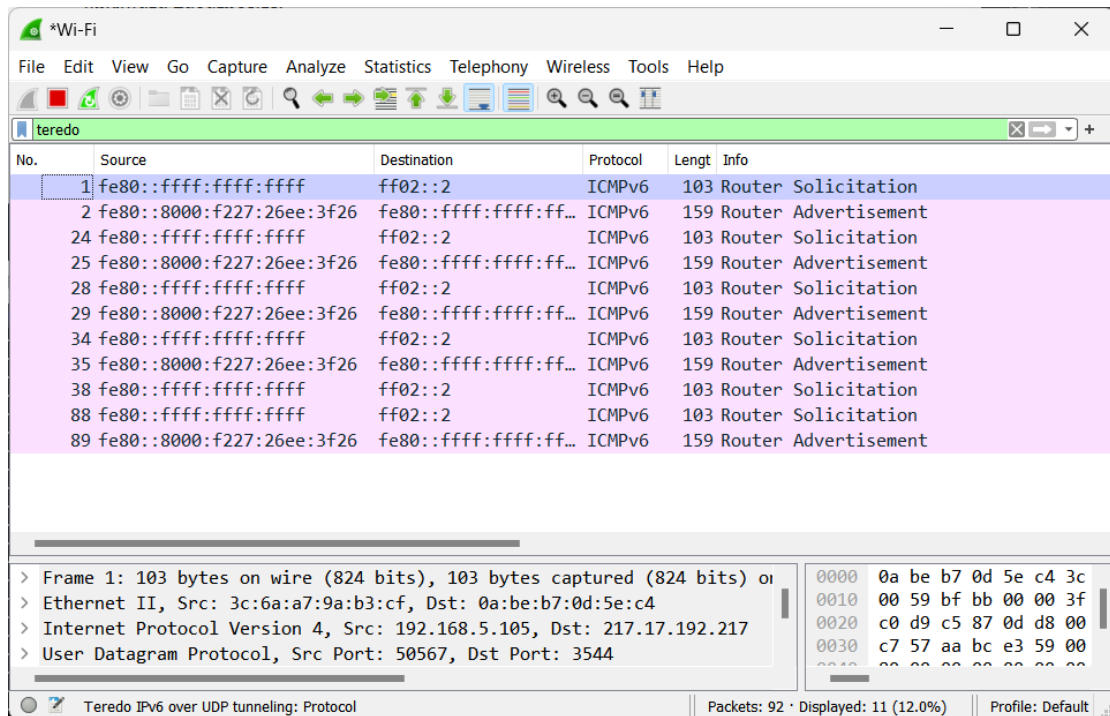 *Wi-Fi
File Edit View Go Capture Analyze Statistics Telephony Wireless Tools Help
teredo
No. Source Destination Protocol Lengt Info
1 fe80::ffff:ffff:ffff ff02::2 ICMPv6 103 Router Solicitation
2 fe80::8000:f227:26ee:3f26 fe80::ffff:ffff:ff… ICMPv6 159 Router Advertisement
24 fe80::ffff:ffff:ffff ff02::2 ICMPv6 103 Router Solicitation
25 fe80::8000:f227:26ee:3f26 fe80::ffff:ffff:ff… ICMPv6 159 Router Advertisement
28 fe80::ffff:ffff:ffff ff02::2 ICMPv6 103 Router Solicitation
29 fe80::8000:f227:26ee:3f26 fe80::ffff:ffff:ff… ICMPv6 159 Router Advertisement
34 fe80::ffff:ffff:ffff ff02::2 ICMPv6 103 Router Solicitation
35 fe80::8000:f227:26ee:3f26 fe80::ffff:ffff:ff… ICMPv6 159 Router Advertisement
38 fe80::ffff:ffff:ffff ff02::2 ICMPv6 103 Router Solicitation
88 fe80::ffff:ffff:ffff ff02::2 ICMPv6 103 Router Solicitation
89 fe80::8000:f227:26ee:3f26 fe80::ffff:ffff:ff… ICMPv6 159 Router Advertisement
Frame 1: 103 bytes on wire (824 bits), 103 bytes captured (824 bits) o
Ethernet II, Src: 3c:6a:a7:9a:b3:cf, Dst: 0a:be:b7:0d:5e:c4
Internet Protocol Version 4, Src: 192.168.5.105, Dst: 217.17.192.217
User Datagram Protocol, Src Port: 50567, Dst Port: 3544
0000 0a be b7 0d 5e c4 3c
0010 00 59 bf bb 00 00 3f
0020 c0 d9 c5 87 0d d8 00
0030 c7 57 aa bc e3 59 00
Teredo IPv6 over UDP tunneling: Protocol
Packets: 92 · Displayed: 11 (12.0%)
Profile: Default